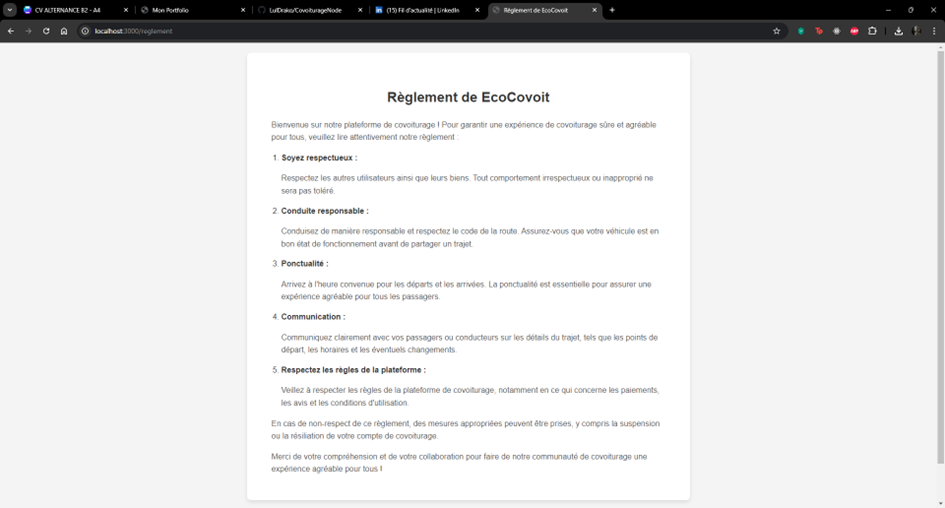 CV ALTERNANCE B2 - A4
Mon Portfolio
LulDrako/CovoiturageNode
(15) Fil d'actualité | LinkedIn
Règlement de EcoCovoit
localhost:3000/reglement
Règlement de EcoCovoit
Bienvenue sur notre plateforme de covoiturage ! Pour garantir une expérience de covoiturage sûre et agréable
pour tous, veuillez lire attentivement notre règlement :
1. Soyez respectueux :
Respectez les autres utilisateurs ainsi que leurs biens. Tout comportement irrespectueux ou inapproprié ne
sera pas toléré.
2. Conduite responsable :
Conduisez de manière responsable et respectez le code de la route. Assurez-vous que votre véhicule est en
bon état de fonctionnement avant de partager un trajet.
3. Ponctualité :
Arrivez à l'heure convenue pour les départs et les arrivées. La ponctualité est essentielle pour assurer une
expérience agréable pour tous les passagers.
4. Communication :
Communiquez clairement avec vos passagers ou conducteurs sur les détails du trajet, tels que les points de
départ, les horaires et les éventuels changements.
5. Respectez les règles de la plateforme :
Veillez à respecter les règles de la plateforme de covoiturage, notamment en ce qui concerne les paiements,
les avis et les conditions d'utilisation.
En cas de non-respect de ce règlement, des mesures appropriées peuvent être prises, y compris la suspension
ou la résiliation de votre compte de covoiturage.
Merci de votre compréhension et de votre collaboration pour faire de notre communauté de covoiturage une
expérience agréable pour tous !